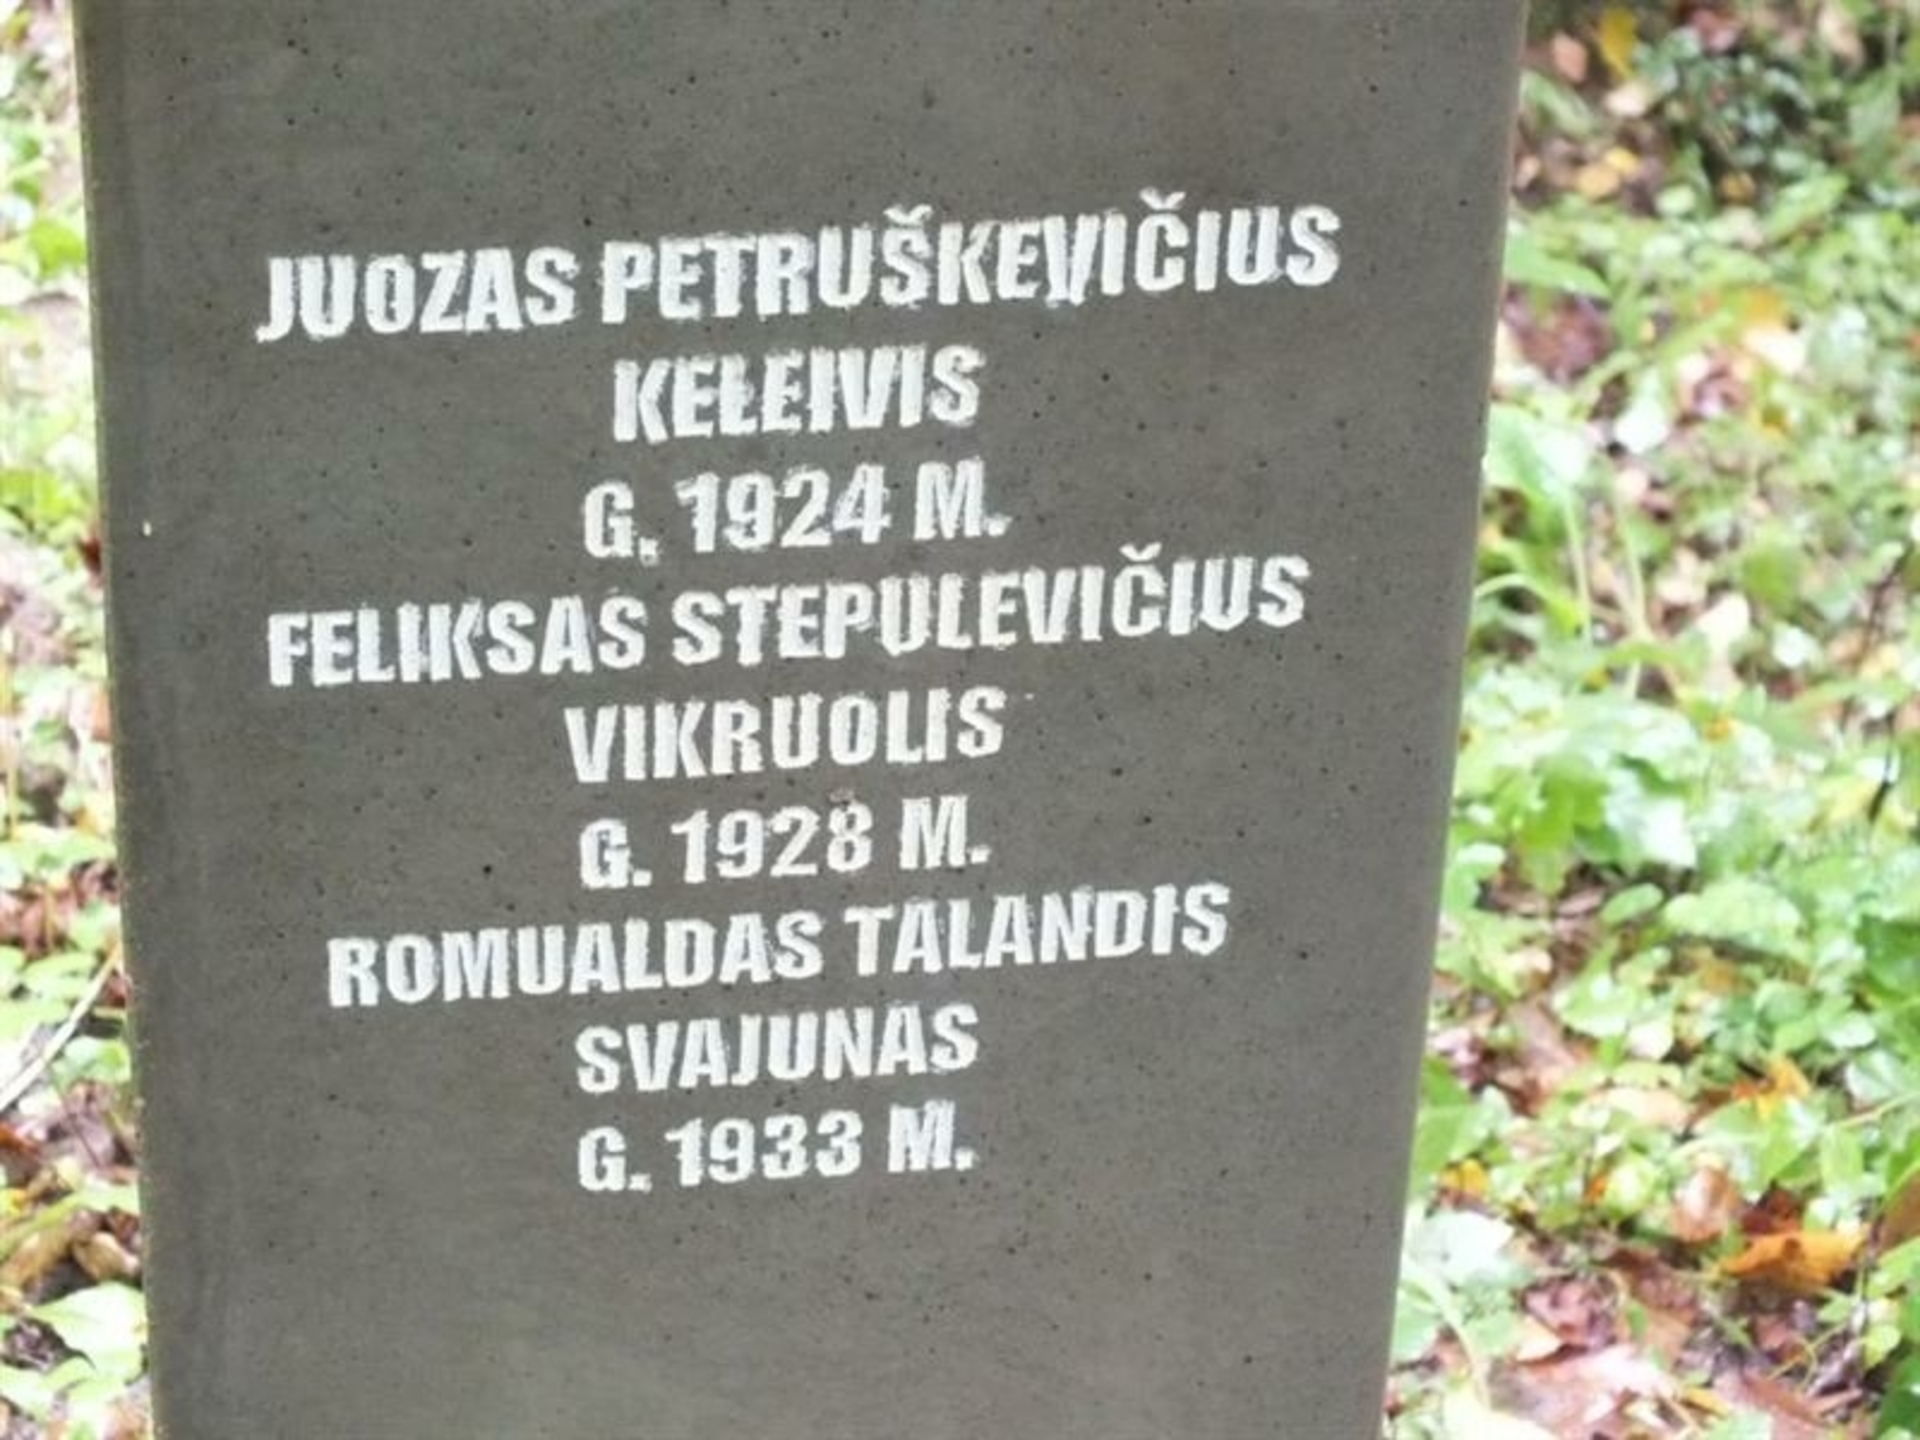 JUOZAS PETRUŠKEVIČIUS
KELEIVIS
G. 1924 M.
FELIKSAS STEPULEVIČIUS
VIKRUOLIS
G. 1928 M.
ROMUALDAS TALANDIS
SVAJUNAS
G. 1933 M.